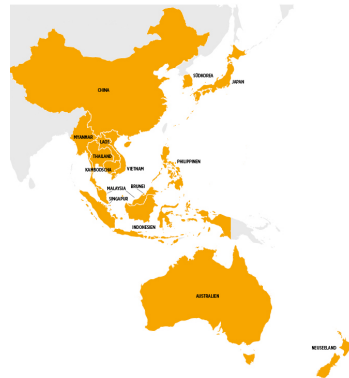 CHINA
SÜDKOREA
JAPAN
MYANMAR
LAOS
THAILAND
KAMBODSCHA
VIETNAM
PHILIPPINEN
MALAYSIA
BRUNEI
SINGAPUR
INDONESIEN
AUSTRALIEN
NEUSEELAND